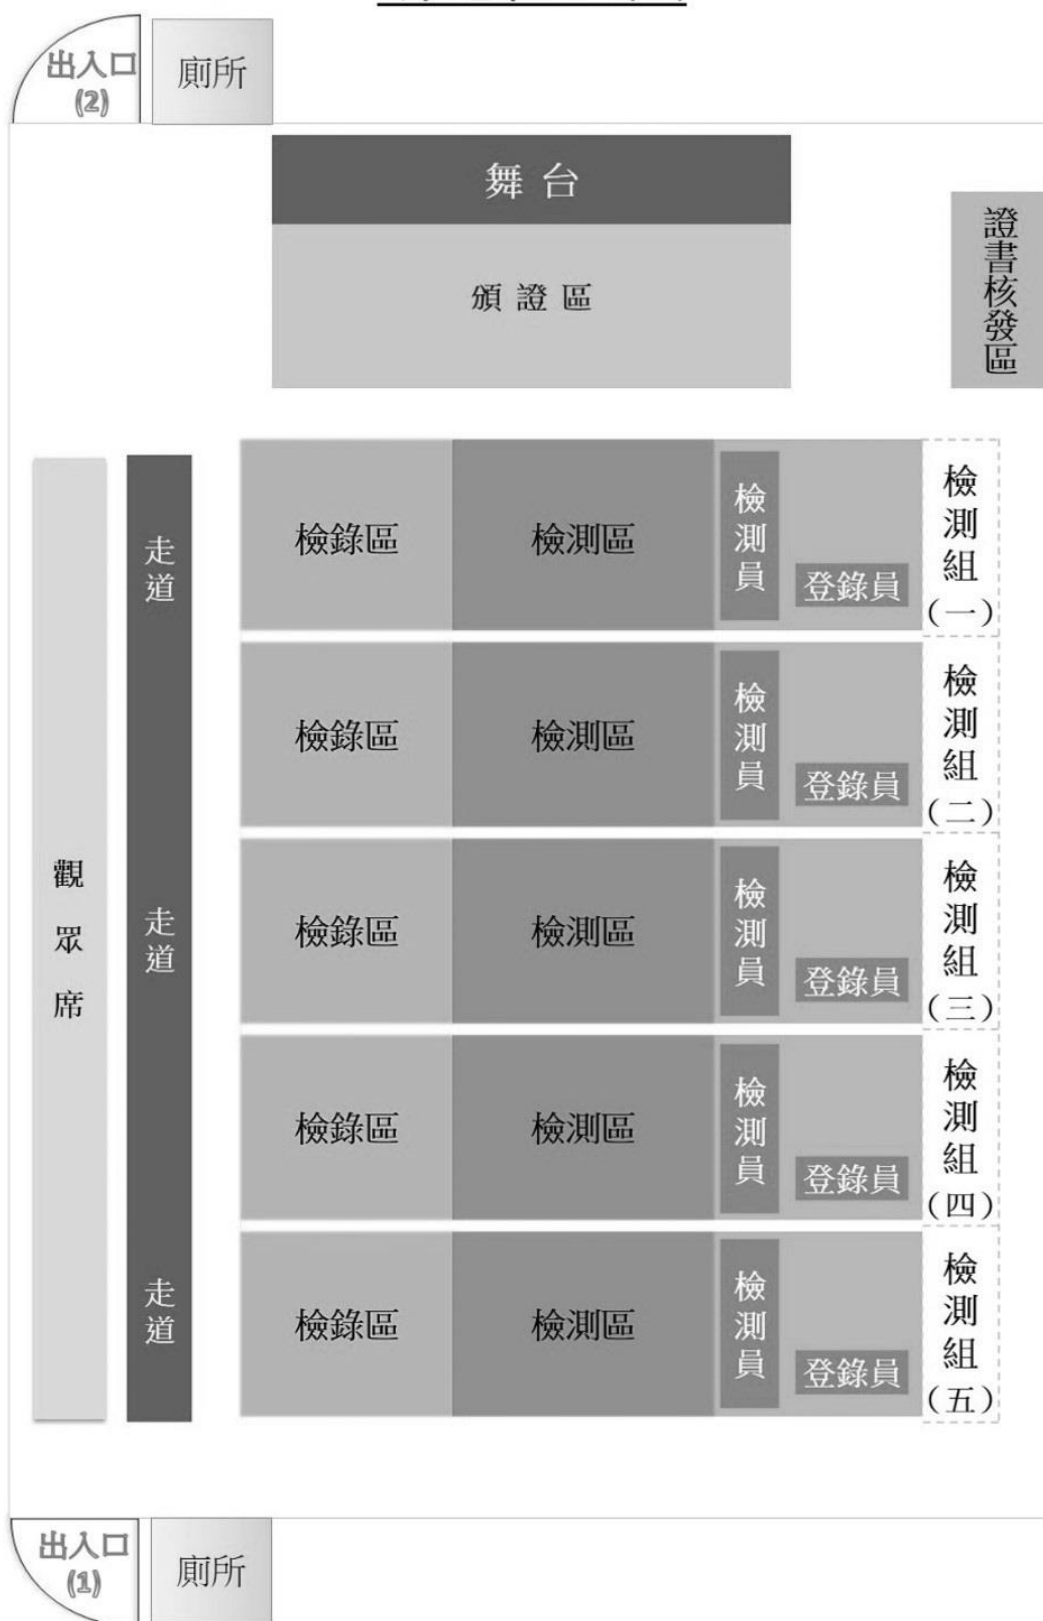 出入口
(2)
廁所
舞台
頒證區
證書核發區
觀眾席
走道
走道
走道
檢錄區
檢測區
檢測員
登錄員
檢測組(一)
檢錄區
檢測區
檢測員
登錄員
檢測組(二)
檢錄區
檢測區
檢測員
登錄員
檢測組(三)
檢錄區
檢測區
檢測員
登錄員
檢測組(四)
檢錄區
檢測區
檢測員
登錄員
檢測組(五)
出入口
(1)
廁所